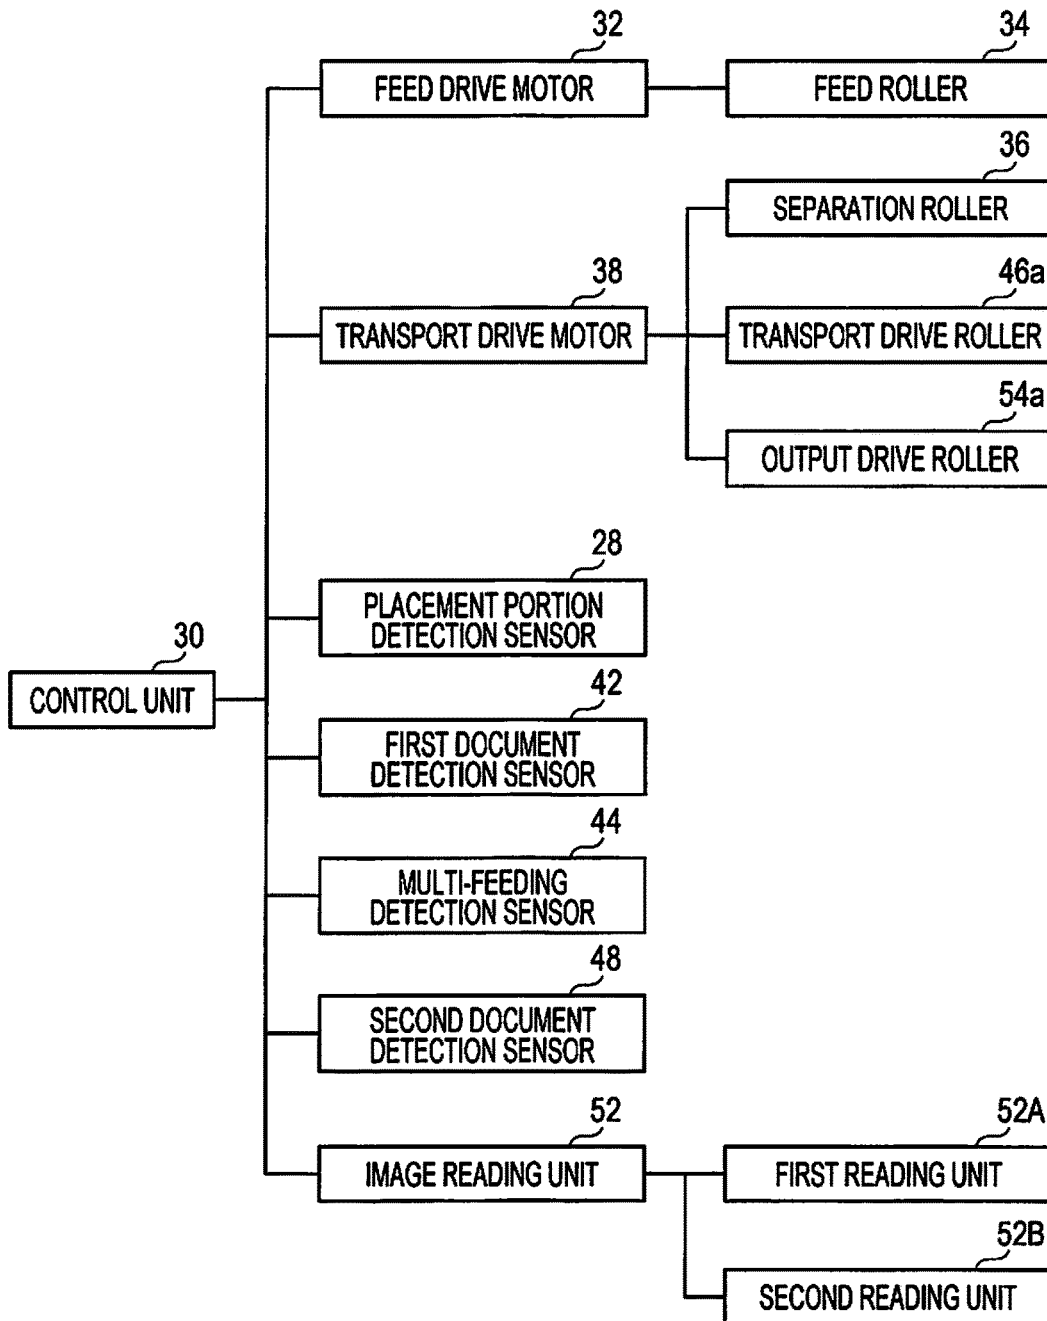 32
FEED DRIVE MOTOR
34
FEED ROLLER
36
SEPARATION ROLLER
38
TRANSPORT DRIVE MOTOR
46a
TRANSPORT DRIVE ROLLER
54a
OUTPUT DRIVE ROLLER
28
PLACEMENT PORTION
DETECTION SENSOR
30
CONTROL UNIT
42
FIRST DOCUMENT
DETECTION SENSOR
44
MULTI-FEEDING
DETECTION SENSOR
48
SECOND DOCUMENT
DETECTION SENSOR
52
IMAGE READING UNIT
52A
FIRST READING UNIT
52B
SECOND READING UNIT